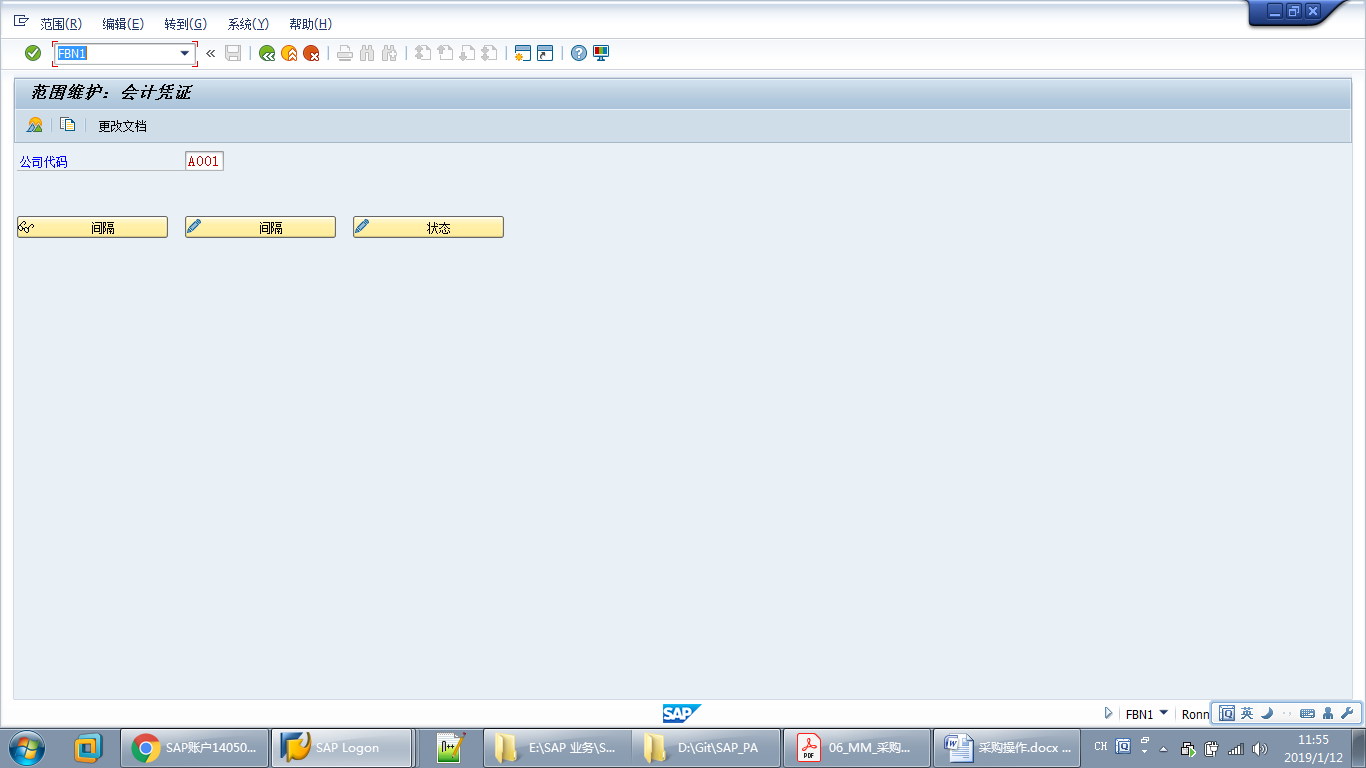 范围(R) 编辑(E) 转到(G) 系统(Y) 帮助(H)
FBN1
范围维护：会计凭证
更改文档
公司代码 A001
间隔 间隔 状态
SAP
FBN1 Ronn 英
SAP账户14050... SAP Logon E:\SAP 业务\S... D:\Git\SAP_PA 06_MM_采购... 采购操作.docx ... CH 11:55
2019/1/12